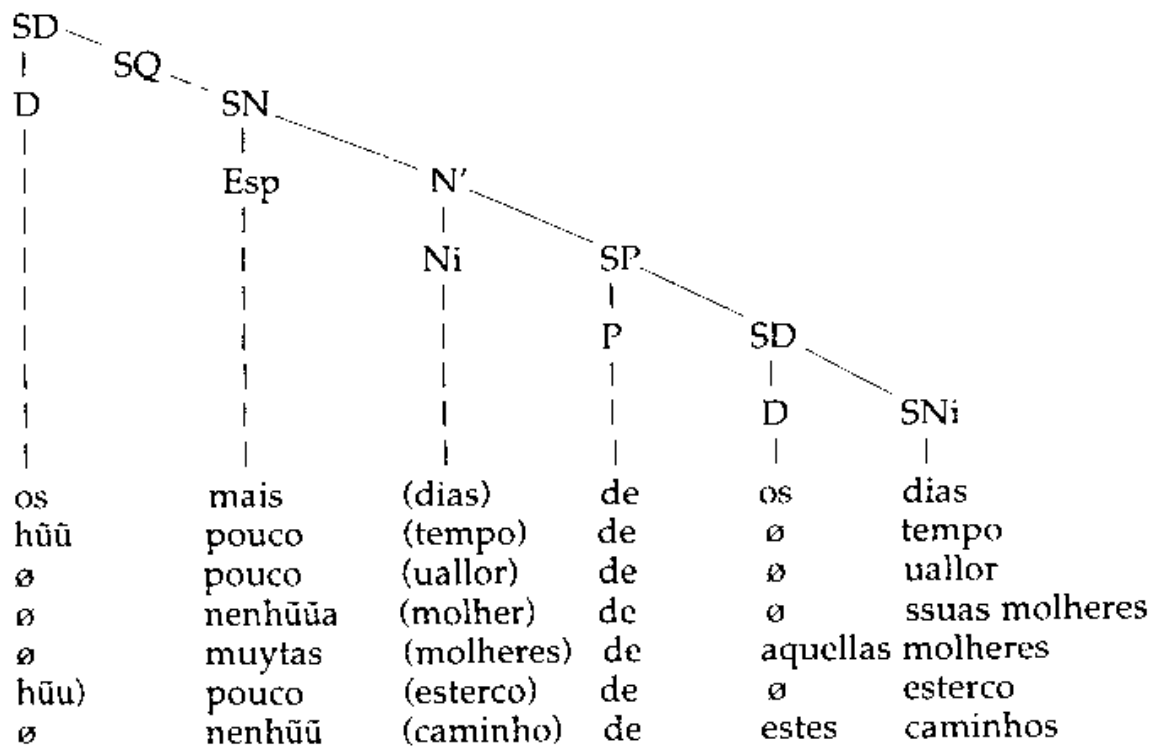 SD
SQ
D SN
Esp N'
Ni SP
P SD
D SNi
os mais (dias) de os dias
hũũ pouco (tempo) de ø tempo
ø pouco (uallor) de ø uallor
ø nenhũũa (molher) de ø ssuas molheres
ø muytas (molheres) de aquellas molheres
hũu) pouco (esterco) de ø esterco
ø nenhũũ (caminho) de estes caminhos